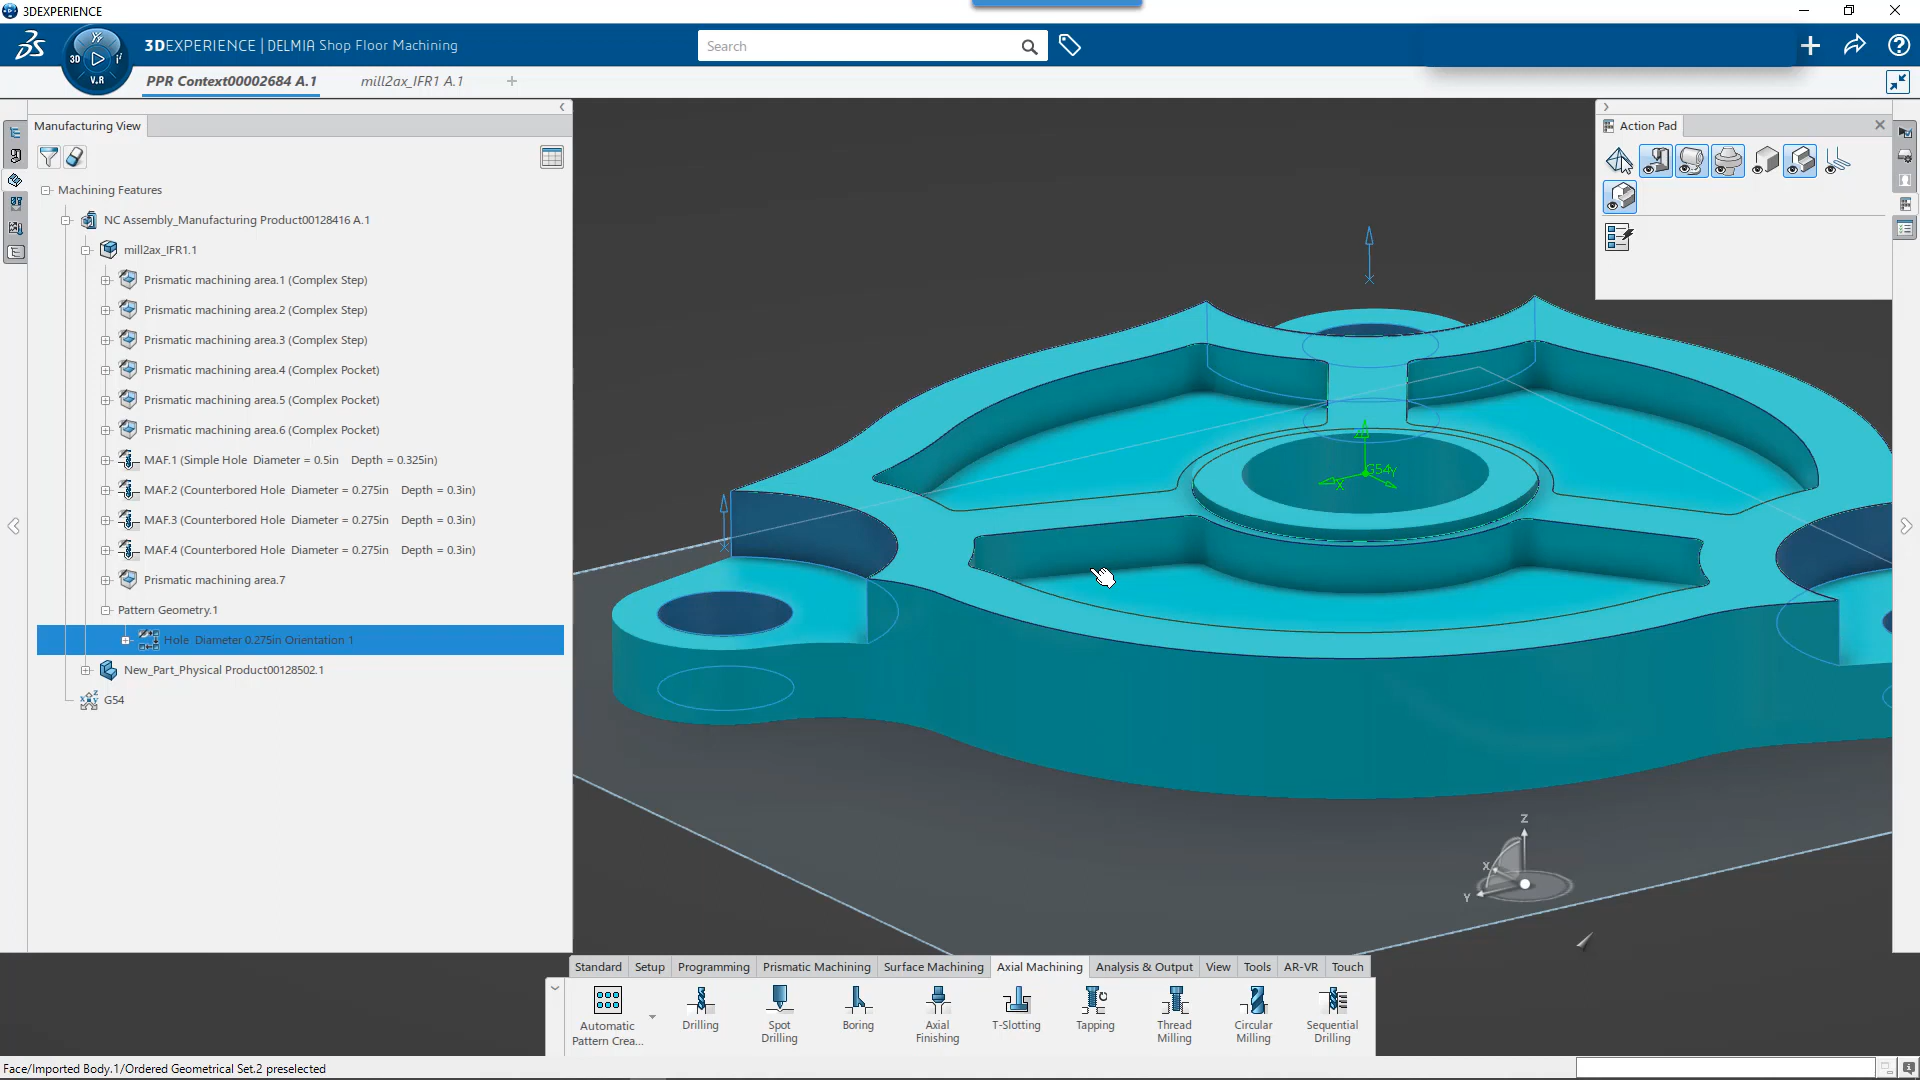 3DEXPERIENCE
3DEXPERIENCE | DELMIA Shop Floor Machining
Search
3D
V.R
PPR Context00002684 A.1
mill2ax_IFR1 A.1
Manufacturing View
Action Pad
Machining Features
NC Assembly_Manufacturing Product00128416 A.1
mill2ax_IFR1.1
Prismatic machining area.1 (Complex Step)
Prismatic machining area.2 (Complex Step)
Prismatic machining area.3 (Complex Step)
Prismatic machining area.4 (Complex Pocket)
Prismatic machining area.5 (Complex Pocket)
Prismatic machining area.6 (Complex Pocket)
MAF.1 (Simple Hole Diameter = 0.5in Depth = 0.325in)
MAF.2 (Counterbored Hole Diameter = 0.275in Depth = 0.3in)
MAF.3 (Counterbored Hole Diameter = 0.275in Depth = 0.3in)
MAF.4 (Counterbored Hole Diameter = 0.275in Depth = 0.3in)
Prismatic machining area.7
Pattern Geometry.1
Hole Diameter 0.275in Orientation 1
New_Part_Physical Product00128502.1
G54
G54Y
X
Z
X
Y
Standard
Setup
Programming
Prismatic Machining
Surface Machining
Axial Machining
Analysis & Output
View
Tools
AR-VR
Touch
Automatic
Pattern Crea...
Drilling
Spot
Drilling
Boring
Axial
Finishing
T-Slotting
Tapping
Thread
Milling
Circular
Milling
Sequential
Drilling
Face/Imported Body.1/Ordered Geometrical Set.2 preselected